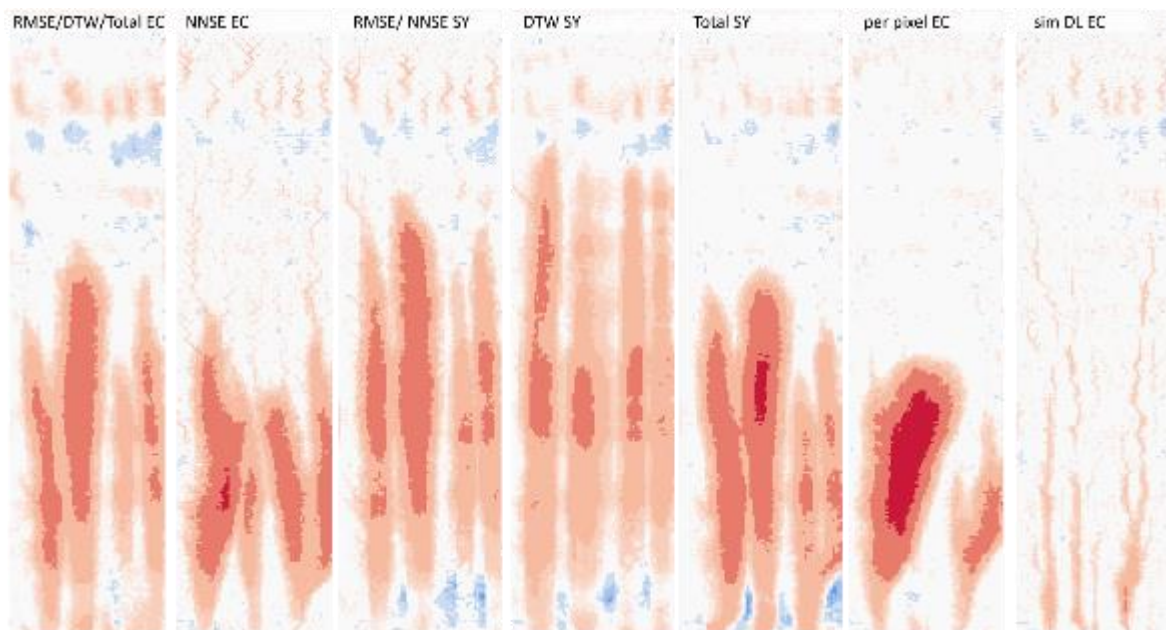 RMSE/DTW/Total EC
NNSE EC
RMSE/ NNSE SY
DTW SY
Total SY
per pixel EC
sim DL EC